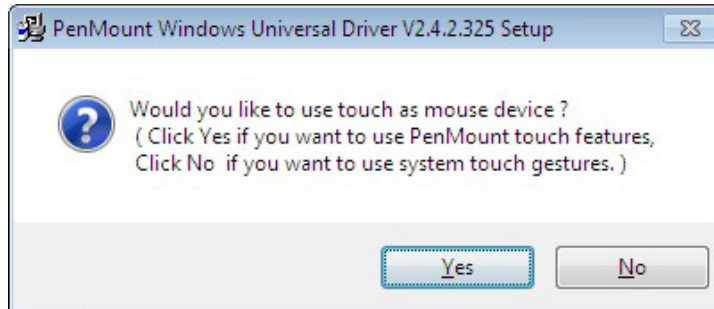 PenMount Windows Universal Driver V2.4.2.325 Setup
Would you like to use touch as mouse device ?
( Click Yes if you want to use PenMount touch features,
Click No  if you want to use system touch gestures. )
Yes
No